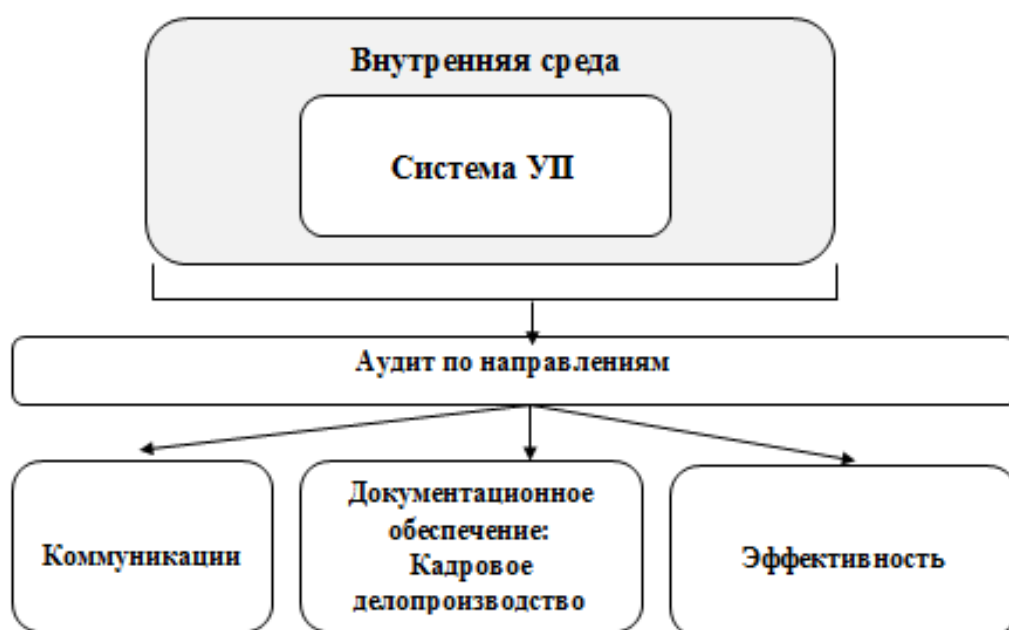 Внутренняя среда
Система УП
Аудит по направлениям
Коммуникации
Документационное
обеспечение:
Кадровое
делопроизводство
Эффективность